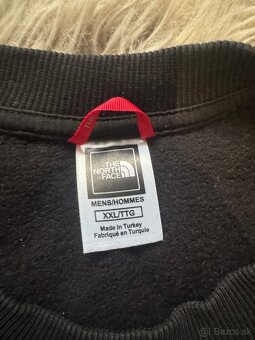 THE
NORTH
FACE
MENS/HOMMES
XXL/TTG
Made in Turkey
Fabriqué en Turquie
Bazos.sk